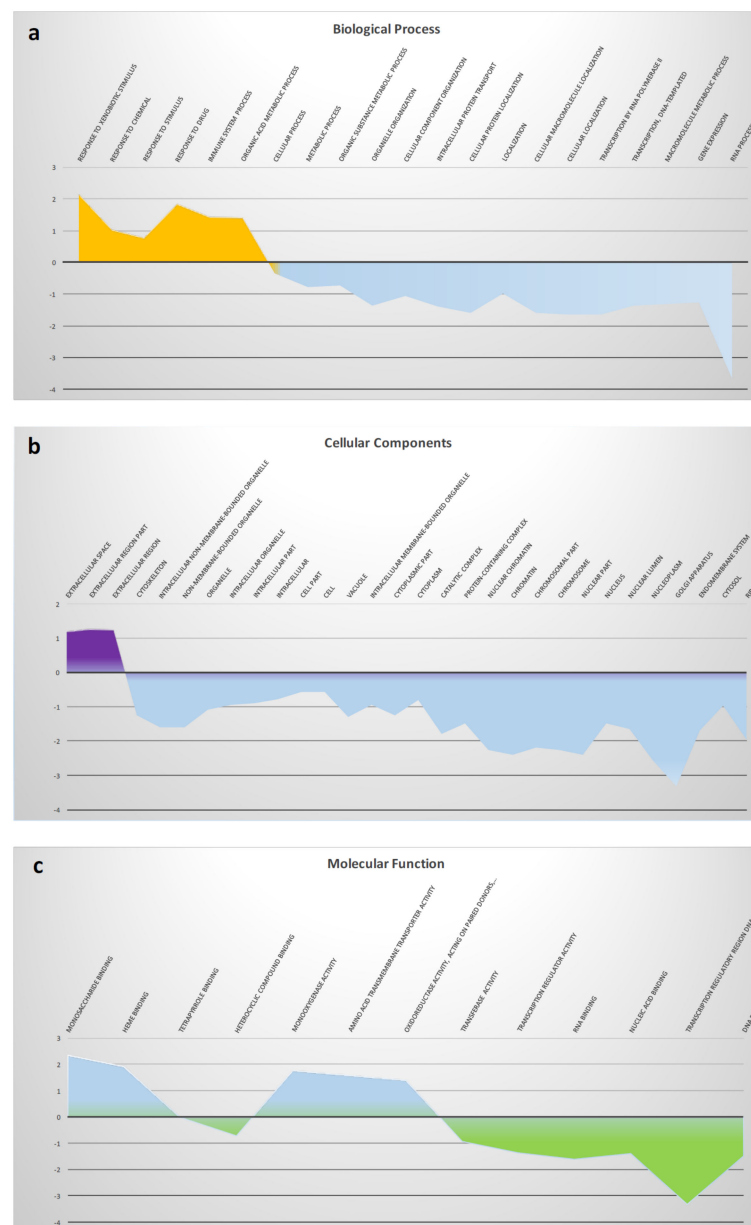 a
Biological Process
RESPONSE TO XENOBIOTIC STIMULUS
RESPONSE TO CHEMICAL
RESPONSE TO STIMULUS
RESPONSE TO DRUG
IMMUNE SYSTEM PROCESS
ORGANIC ACID METABOLIC PROCESS
CELLULAR PROCESS
METABOLIC PROCESS
ORGANIC SUBSTANCE METABOLIC PROCESS
ORGANELLE ORGANIZATION
CELLULAR COMPONENT ORGANIZATION
INTRACELLULAR PROTEIN TRANSPORT
CELLULAR PROTEIN LOCALIZATION
LOCALIZATION
CELLULAR MACROMOLECULE LOCALIZATION
CELLULAR LOCALIZATION
TRANSCRIPTION BY RNA POLYMERASE II
TRANSCRIPTION, DNA-TEMPLATED
MACROMOLECULE METABOLIC PROCESS
GENE EXPRESSION
RNA PROCE
3
2
1
0
-1
-2
-3
-4
b
Cellular Components
EXTRACELLULAR SPACE
EXTRACELLULAR REGION PART
EXTRACELLULAR REGION
CYTOSKELETON
INTRACELLULAR NON-MEMBRANE-BOUNDED ORGANELLE
NON-MEMBRANE-BOUNDED ORGANELLE
ORGANELLE
INTRACELLULAR ORGANELLE
INTRACELLULAR PART
INTRACELLULAR
CELL PART
CELL
VACUOLE
INTRACELLULAR MEMBRANE-BOUNDED ORGANELLE
CYTOPLASMIC PART
CYTOPLASM
CATALYTIC COMPLEX
PROTEIN-CONTAINING COMPLEX
NUCLEAR CHROMATIN
CHROMATIN
CHROMOSOMAL PART
CHROMOSOME
NUCLEAR PART
NUCLEUS
NUCLEAR LUMEN
NUCLEOPLASM
GOLGI APPARATUS
ENDOMEMBRANE SYSTEM
CYTOSOL
2
1
0
-1
-2
-3
-4
c
Molecular Function
MONOSACCHARIDE BINDING
HEME BINDING
TETRAPYRROLE BINDING
HETEROCYCLIC COMPOUND BINDING
MONOOXYGENASE ACTIVITY
AMINO ACID TRANSMEMBRANE TRANSPORTER ACTIVITY
OXIDOREDUCTASE ACTIVITY, ACTING ON PAIRED DONORS,…
TRANSFERASE ACTIVITY
TRANSCRIPTION REGULATOR ACTIVITY
RNA BINDING
NUCLEIC ACID BINDING
TRANSCRIPTION REGULATORY REGION DNA
DNA
3
2
1
0
-1
-2
-3
-4